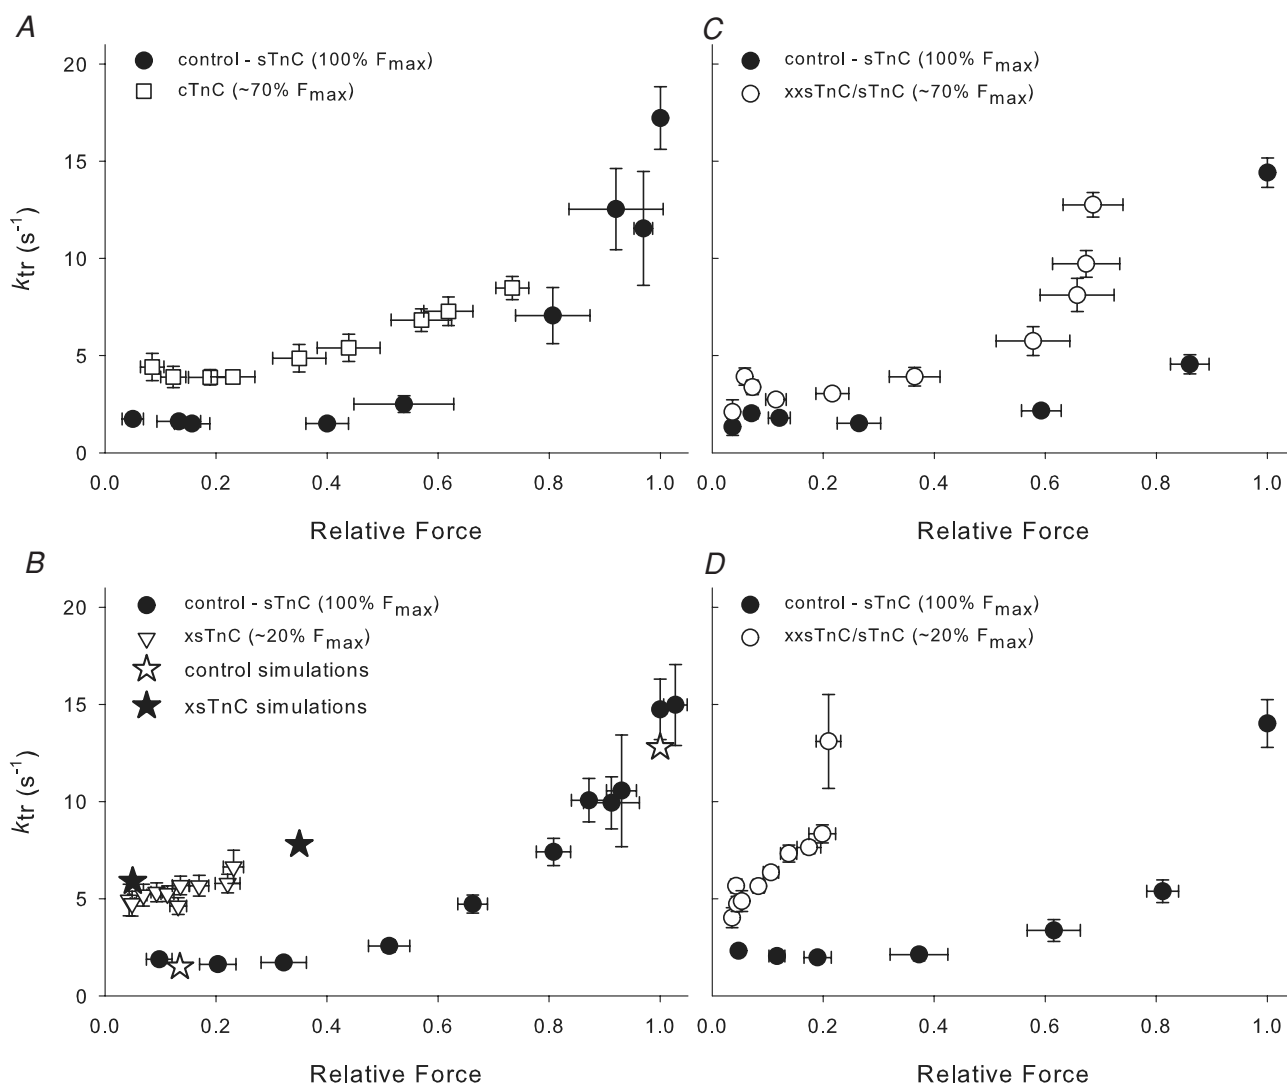 A
control - sTnC (100% Fmax)
cTnC (~70% Fmax)
20
15
10
5
0
ktr (s-1)
0.0 0.2 0.4 0.6 0.8 1.0
Relative Force
C
control - sTnC (100% Fmax)
xxsTnC/sTnC (~70% Fmax)
0.0 0.2 0.4 0.6 0.8 1.0
Relative Force
B
control - sTnC (100% Fmax)
xsTnC (~20% Fmax)
control simulations
xsTnC simulations
20
15
10
5
0
ktr (s-1)
0.0 0.2 0.4 0.6 0.8 1.0
Relative Force
D
control - sTnC (100% Fmax)
xxsTnC/sTnC (~20% Fmax)
0.0 0.2 0.4 0.6 0.8 1.0
Relative Force